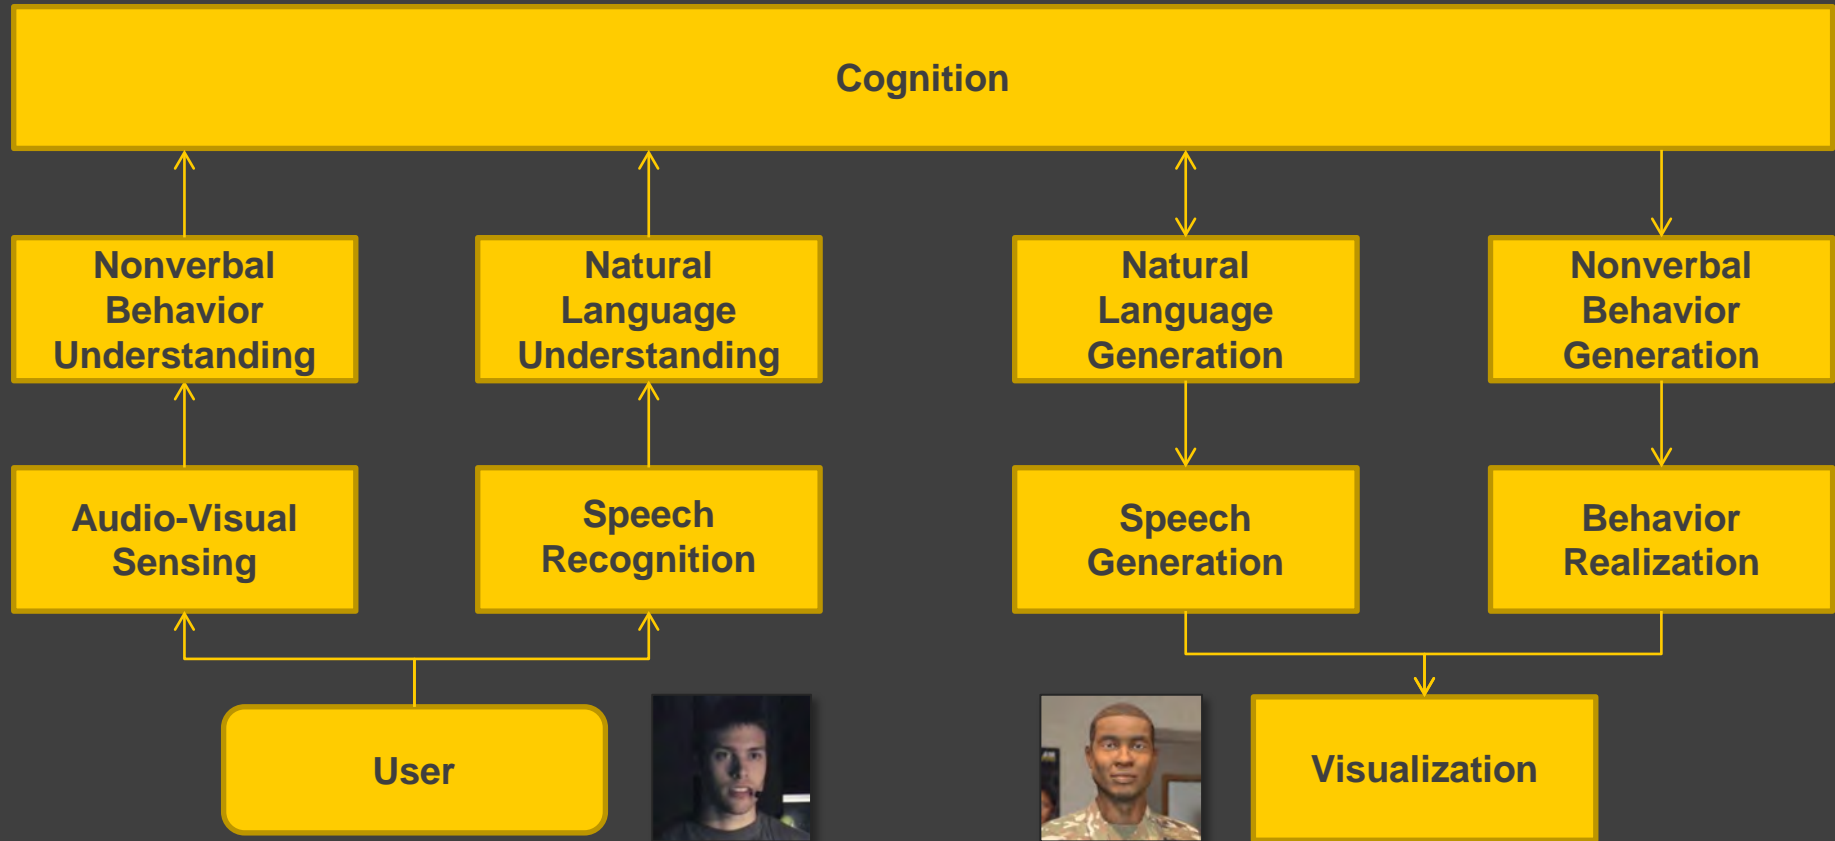 Cognition
Nonverbal
Behavior
Understanding
Natural
Language
Understanding
Natural
Language
Generation
Nonverbal
Behavior
Generation
Audio-Visual
Sensing
Speech
Recognition
Speech
Generation
Behavior
Realization
User
Visualization